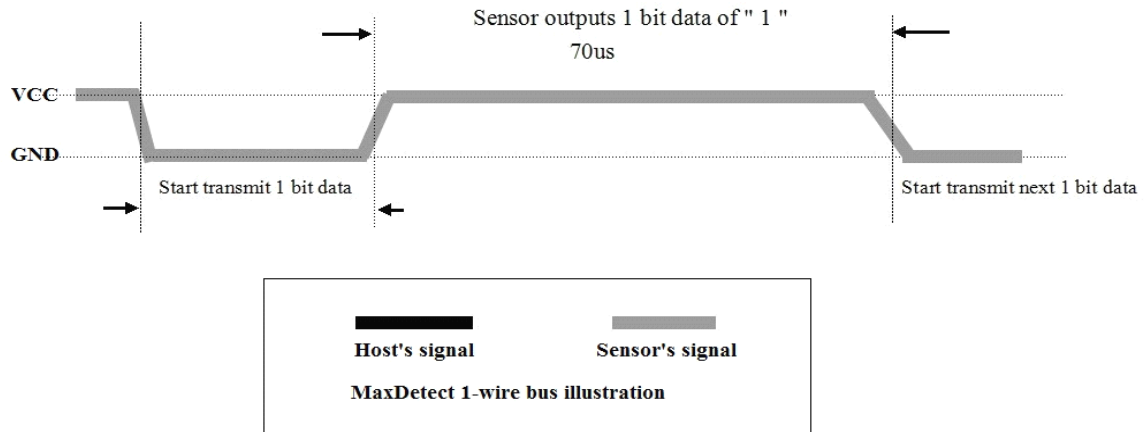 Sensor outputs 1 bit data of " 1 "
70us
VCC
GND
Start transmit 1 bit data
Start transmit next 1 bit data
Host's signal
Sensor's signal
MaxDetect 1-wire bus illustration